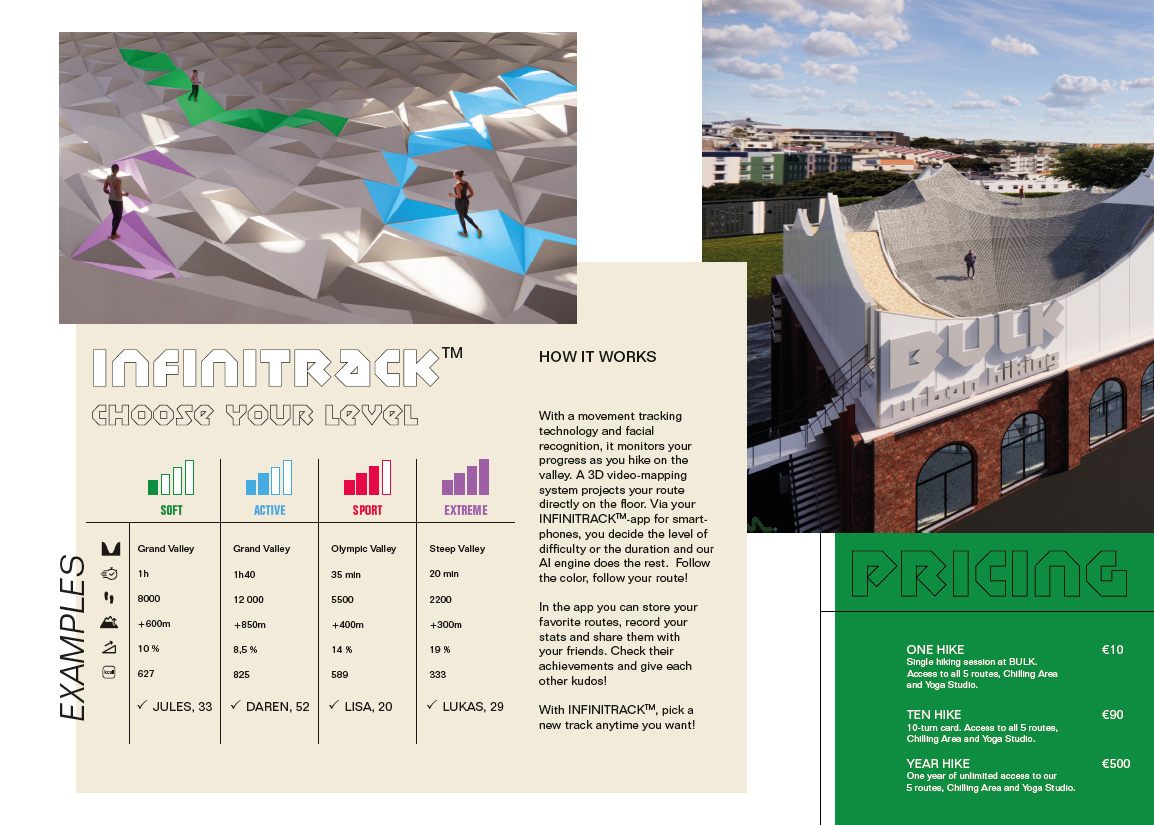 BULK
urban hiking
INFINITRACK™
CHOOSE YOUR LEVEL
SOFT
ACTIVE
SPORT
EXTREME
EXAMPLES
Grand Valley
Grand Valley
Olympic Valley
Steep Valley
1h
1h40
35 min
20 min
8000
12 000
5500
2200
+600m
+850m
+400m
+300m
10 %
8,5 %
14 %
19 %
kcal
627
825
589
333
✓ JULES, 33
✓ DAREN, 52
✓ LISA, 20
✓ LUKAS, 29
HOW IT WORKS
With a movement tracking
technology and facial
recognition, it monitors your
progress as you hike on the
valley. A 3D video-mapping
system projects your route
directly on the floor. Via your
INFINITRACK™-app for smart-
phones, you decide the level of
difficulty or the duration and our
AI engine does the rest.  Follow
the color, follow your route!
In the app you can store your
favorite routes, record your
stats and share them with
your friends. Check their
achievements and give each
other kudos!
With INFINITRACK™, pick a
new track anytime you want!
PRICING
ONE HIKE €10
Single hiking session at BULK.
Access to all 5 routes, Chilling Area
and Yoga Studio.
TEN HIKE €90
10-turn card. Access to all 5 routes,
Chilling Area and Yoga Studio.
YEAR HIKE €500
One year of unlimited access to our
5 routes, Chilling Area and Yoga Studio.